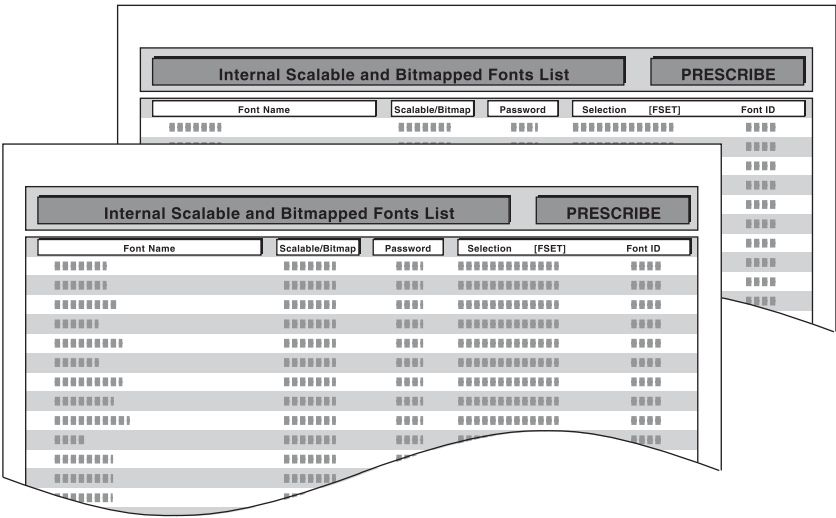 Internal Scalable and Bitmapped Fonts List PRESCRIBE
Font Name Scalable/Bitmap Password Selection [FSET] Font ID
Internal Scalable and Bitmapped Fonts List PRESCRIBE
Font Name Scalable/Bitmap Password Selection [FSET] Font ID